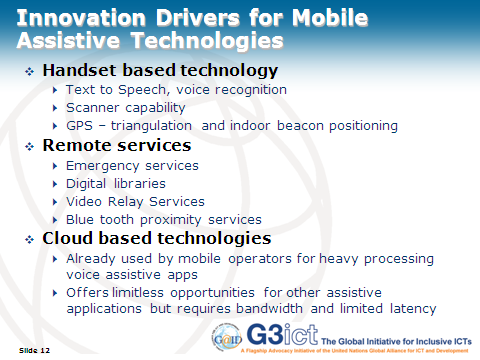 Innovation Drivers for Mobile
Assistive Technologies
Handset based technology
Text to Speech, voice recognition
Scanner capability
GPS – triangulation and indoor beacon positioning
Remote services
Emergency services
Digital libraries
Video Relay Services
Blue tooth proximity services
Cloud based technologies
Already used by mobile operators for heavy processing
voice assistive apps
Offers limitless opportunities for other assistive
applications but requires bandwidth and limited latency
Slide 12
G@ID
G3ict The Global Initiative for Inclusive ICTs
A Flagship Advocacy Initiative of the United Nations Global Alliance for ICT and Development